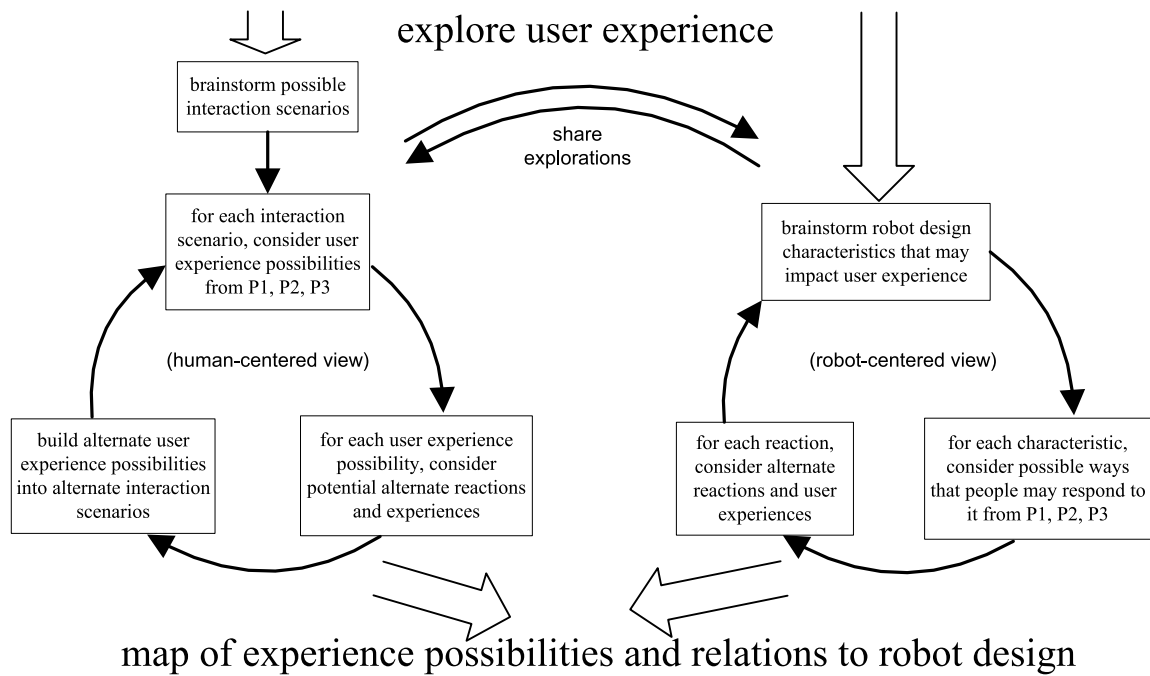 explore user experience
brainstorm possible
interaction scenarios
share
explorations
for each interaction
scenario, consider user
experience possibilities
from P1, P2, P3
brainstorm robot design
characteristics that may
impact user experience
(human-centered view)
(robot-centered view)
build alternate user
experience possibilities
into alternate interaction
scenarios
for each user experience
possibility, consider
potential alternate reactions
and experiences
for each reaction,
consider alternate
reactions and user
experiences
for each characteristic,
consider possible ways
that people may respond to
it from P1, P2, P3
map of experience possibilities and relations to robot design